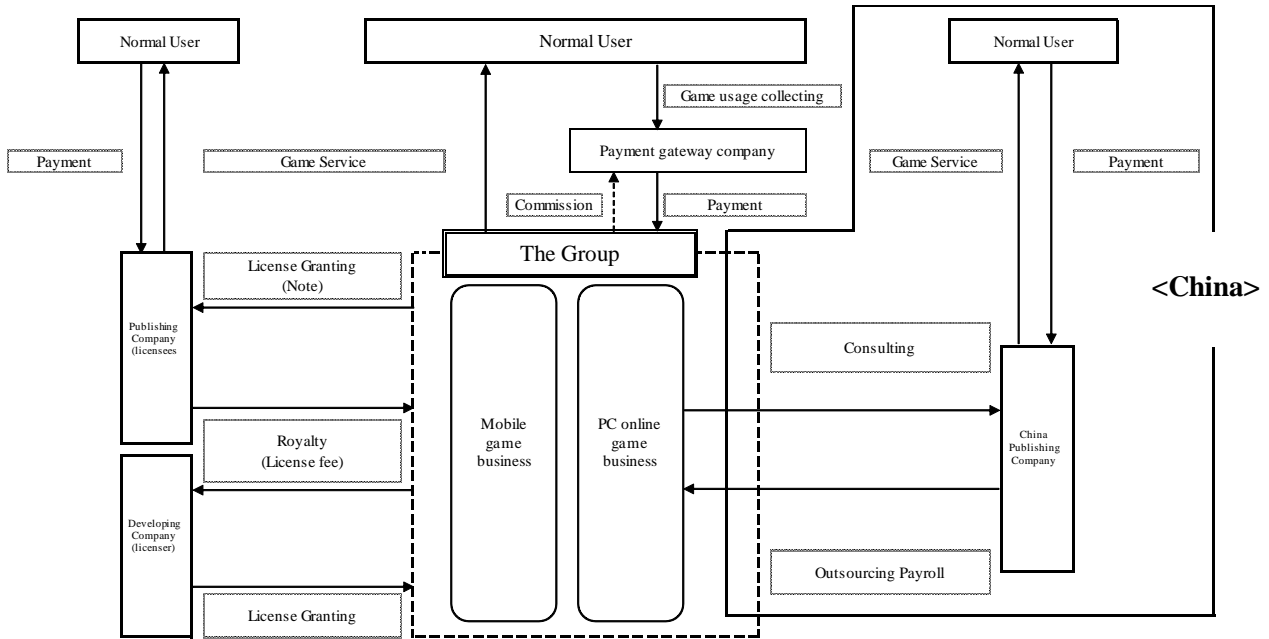 Normal User
Normal User
Normal User
Game usage collecting
Payment
Game Service
Payment gateway company
Game Service
Payment
Commission
Payment
The Group
License Granting
(Note)
<China>
Publishing
Company
(licensees
Consulting
Mobile
game
business
PC online
game
business
Royalty
(License fee)
China
Publishing
Company
Developing
Company
(licenser)
Outsourcing Payroll
License Granting